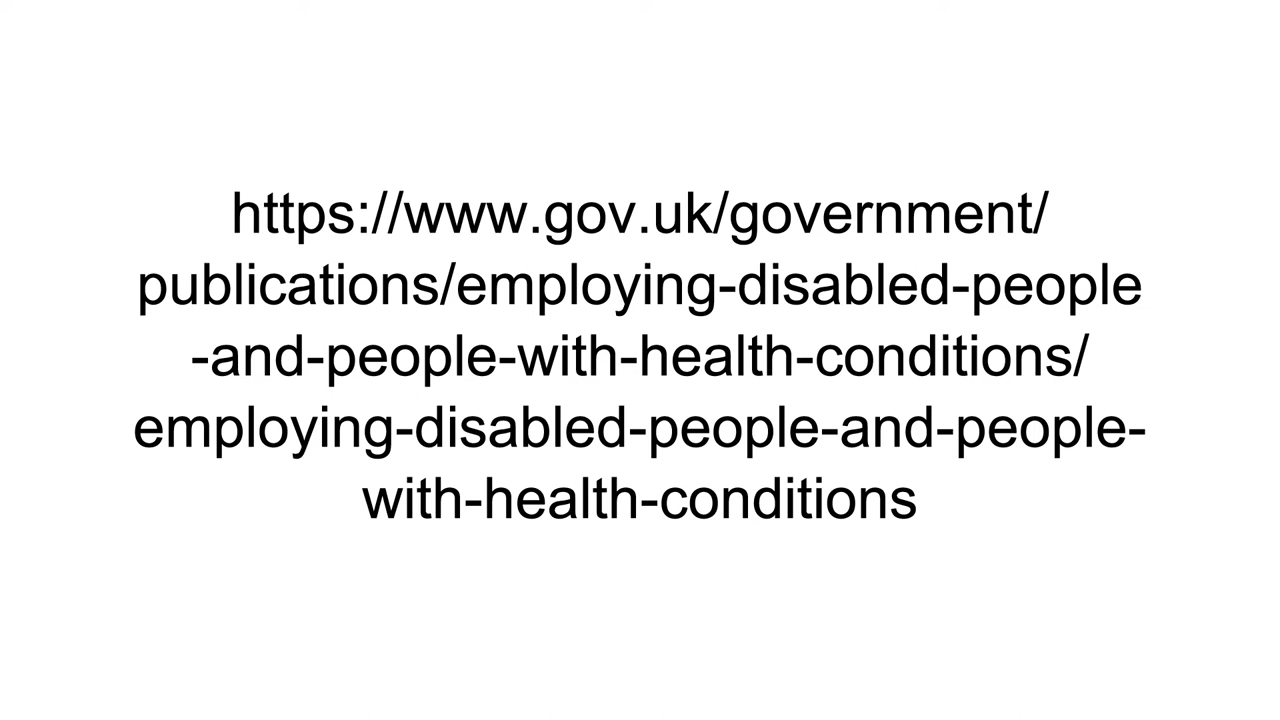 https://www.gov.uk/government/
publications/employing-disabled-people
-and-people-with-health-conditions/
employing-disabled-people-and-people-
with-health-conditions